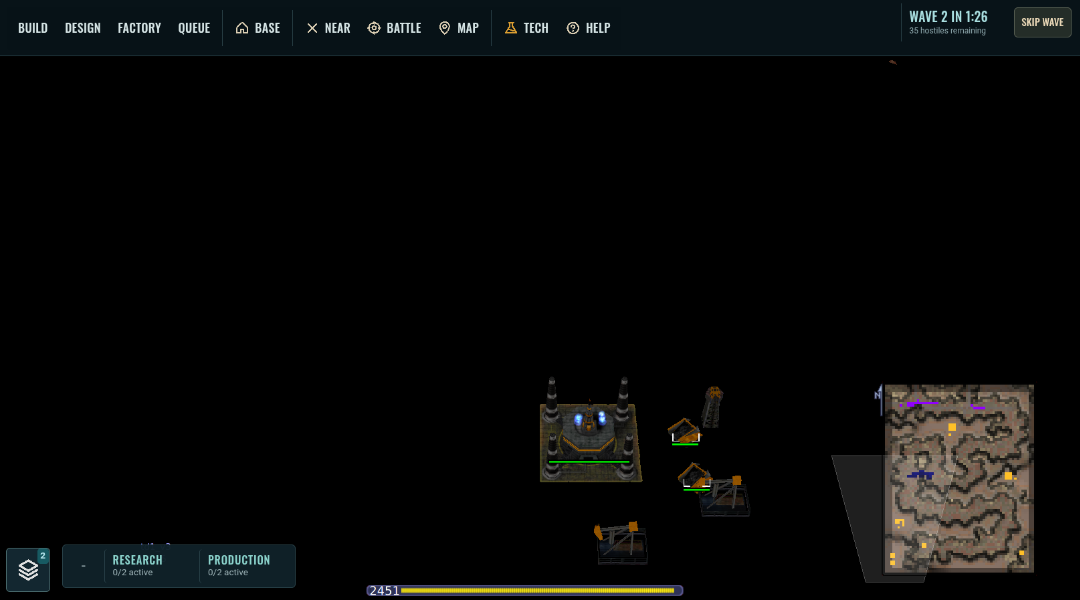 BUILD DESIGN FACTORY QUEUE BASE NEAR BATTLE MAP TECH HELP
WAVE 2 IN 1:26
35 hostiles remaining
SKIP WAVE
N
2
-
RESEARCH
0/2 active
PRODUCTION
0/2 active
2451